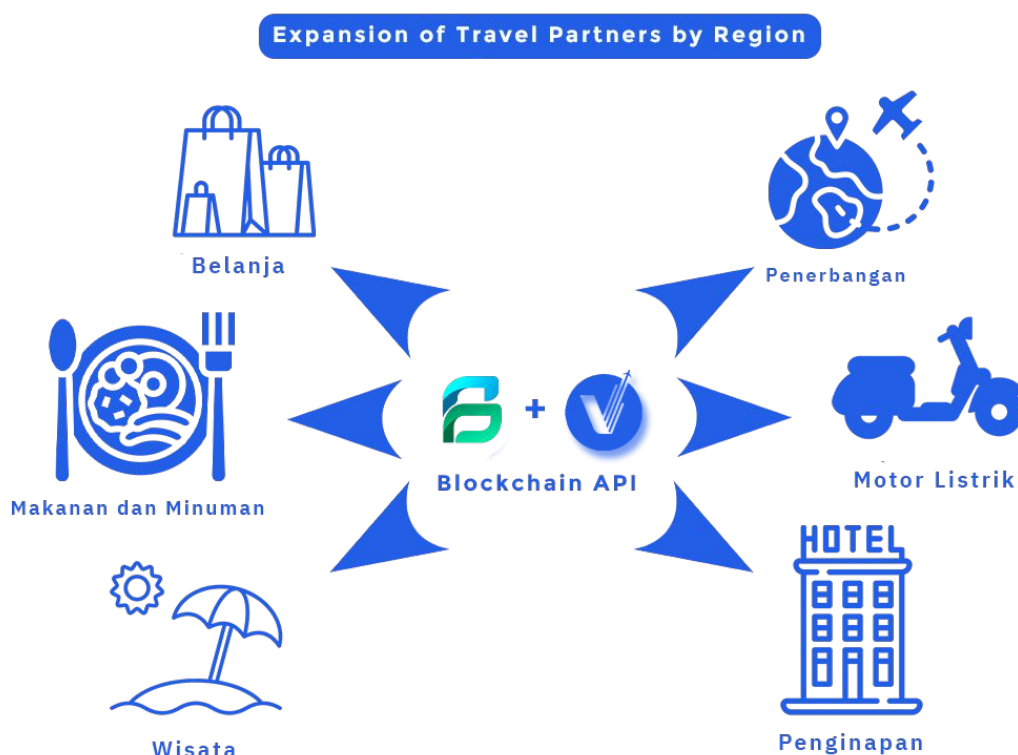 Expansion of Travel Partners by Region
Belanja
Penerbangan
Makanan dan Minuman
+
Blockchain API
Motor Listrik
HOTEL
Wisata
Penginapan